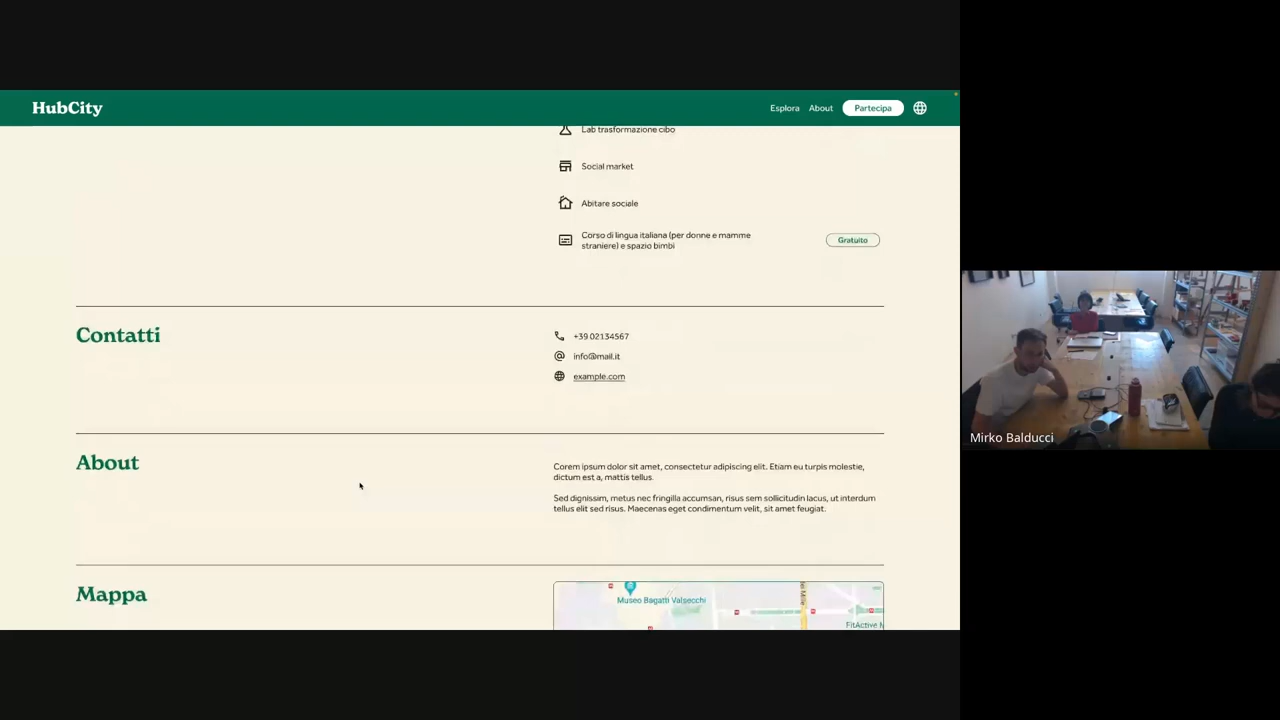 HubCity
Esplora About Partecipa
Lab trasformazione cibo
Social market
Abitare sociale
Corso di lingua italiana (per donne e mamme
straniere) e spazio bimbi
Gratuito
Contatti
+39 02134567
info@mail.it
example.com
About
Corem ipsum dolor sit amet, consectetur adipiscing elit. Etiam eu turpis molestie,
dictum est a, mattis tellus.
Sed dignissim, metus nec fringilla accumsan, risus sem sollicitudin lacus, ut interdum
tellus elit sed risus. Maecenas eget condimentum velit, sit amet feugiat.
Mappa
Museo Bagatti Valsecchi
FitActive
Mirko Balducci